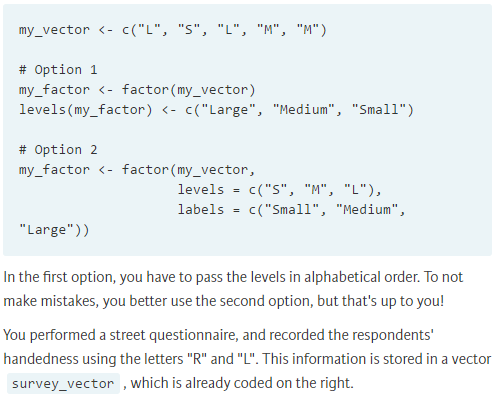 my_vector <- c("L", "S", "L", "M", "M")
# Option 1
my_factor <- factor(my_vector)
levels(my_factor) <- c("Large", "Medium", "Small")
# Option 2
my_factor <- factor(my_vector,
levels = c("S", "M", "L"),
labels = c("Small", "Medium",
"Large"))
In the first option, you have to pass the levels in alphabetical order. To not
make mistakes, you better use the second option, but that's up to you!
You performed a street questionnaire, and recorded the respondents'
handedness using the letters "R" and "L". This information is stored in a vector
survey_vector , which is already coded on the right.